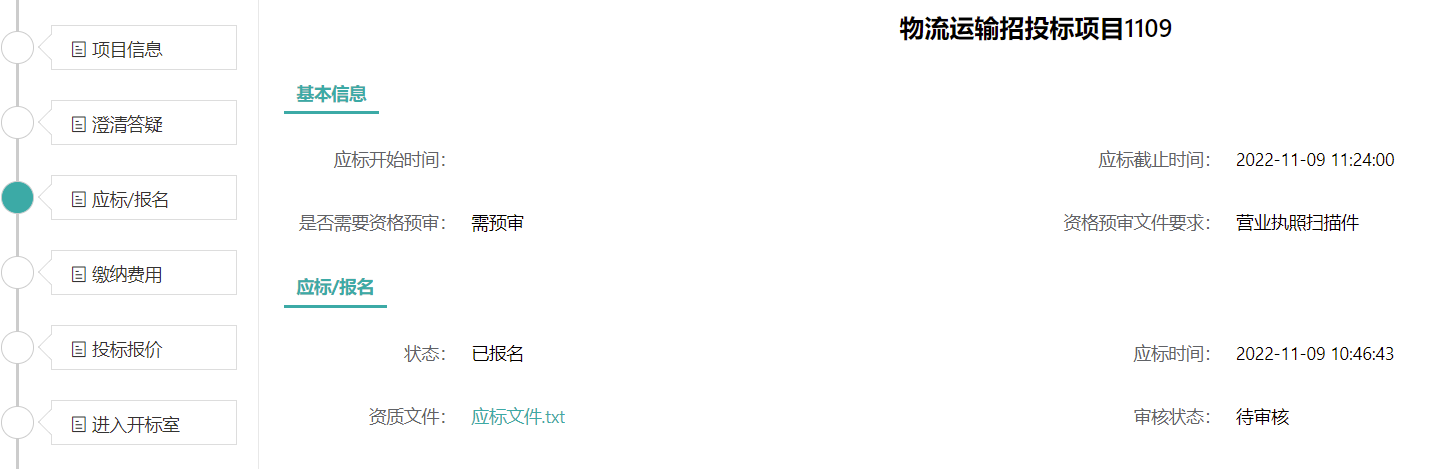 项目信息
澄清答疑
应标/报名
缴纳费用
投标报价
进入开标室
物流运输招投标项目1109
基本信息
应标开始时间： 应标截止时间： 2022-11-09 11:24:00
是否需要资格预审： 需预审 资格预审文件要求： 营业执照扫描件
应标/报名
状态： 已报名 应标时间： 2022-11-09 10:46:43
资质文件： 应标文件.txt 审核状态： 待审核